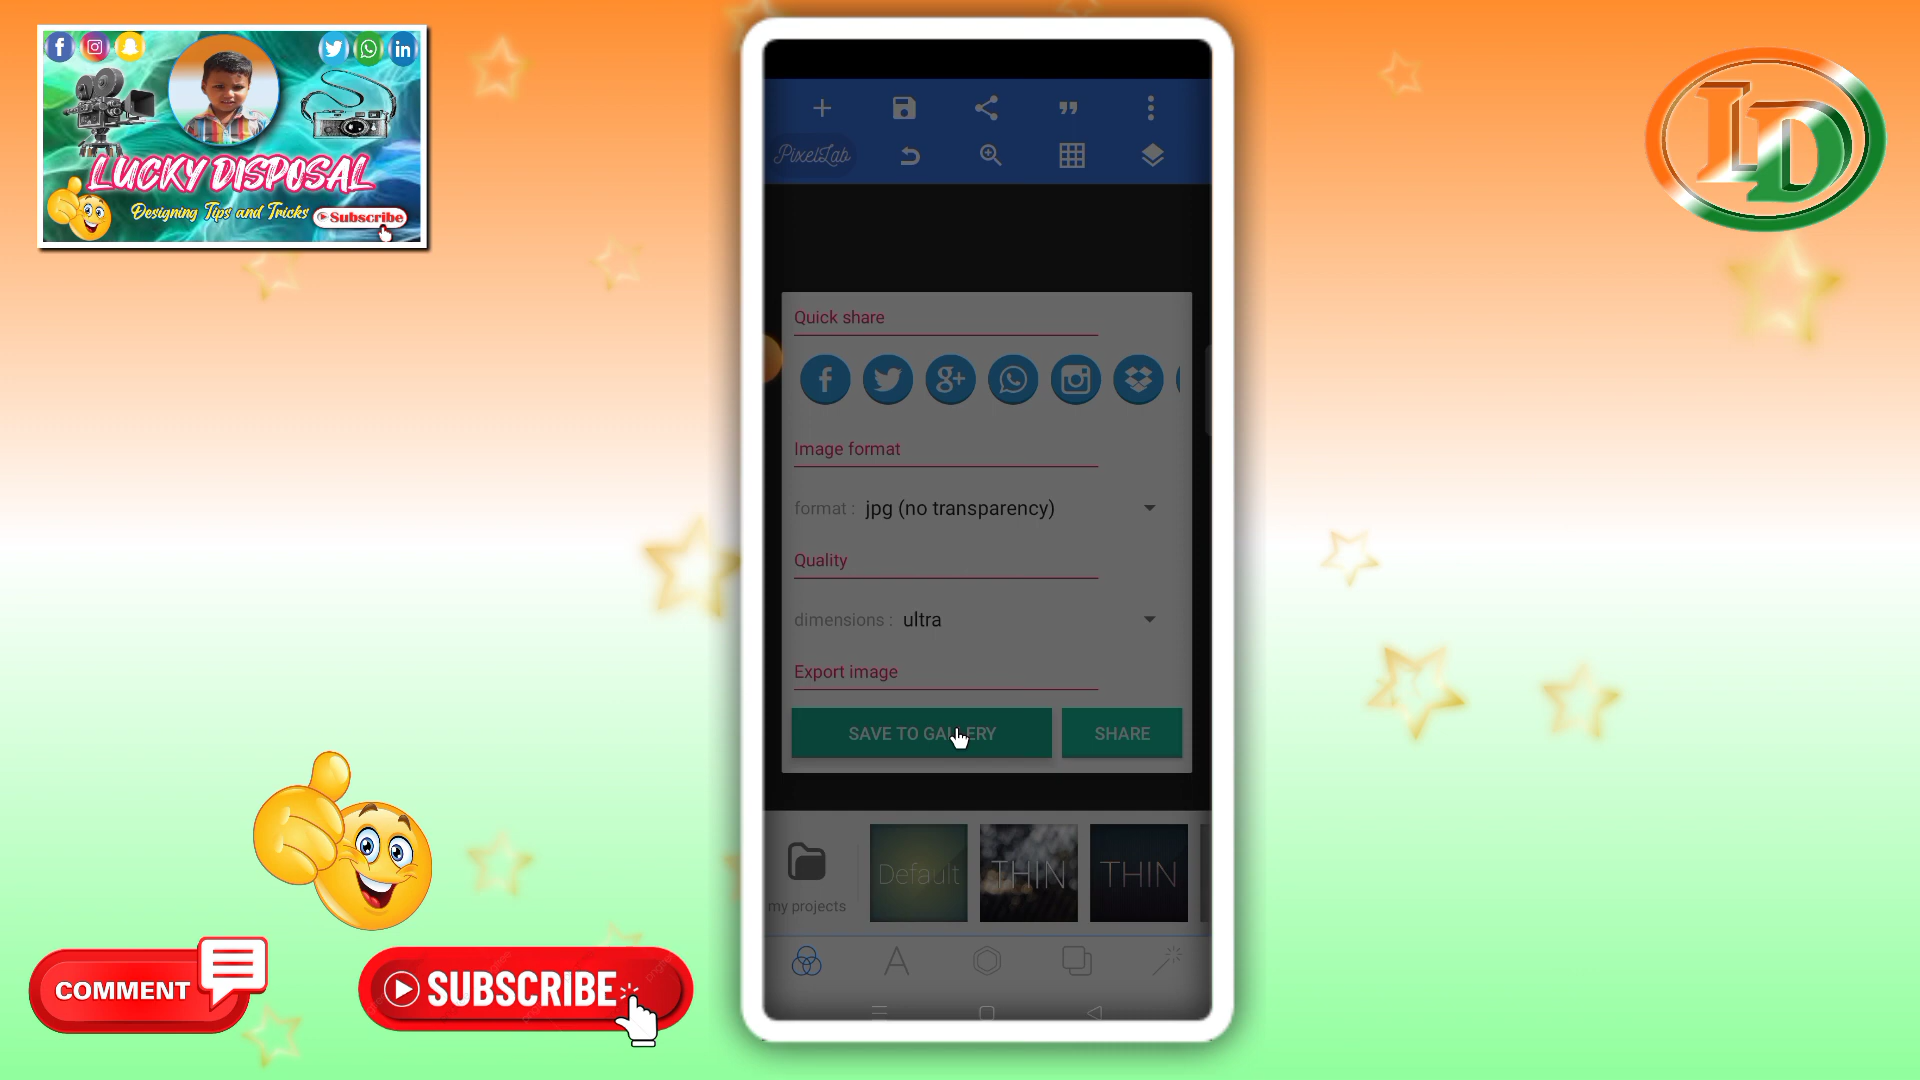 LUCKY DISPOSAL
Designing Tips and Tricks
Subscribe
LD
PixelLab
Quick share
Image format
format : jpg (no transparency)
Quality
dimensions : ultra
Export image
SAVE TO GALLERY
SHARE
my projects
Default
THIN
THIN
COMMENT
SUBSCRIBE